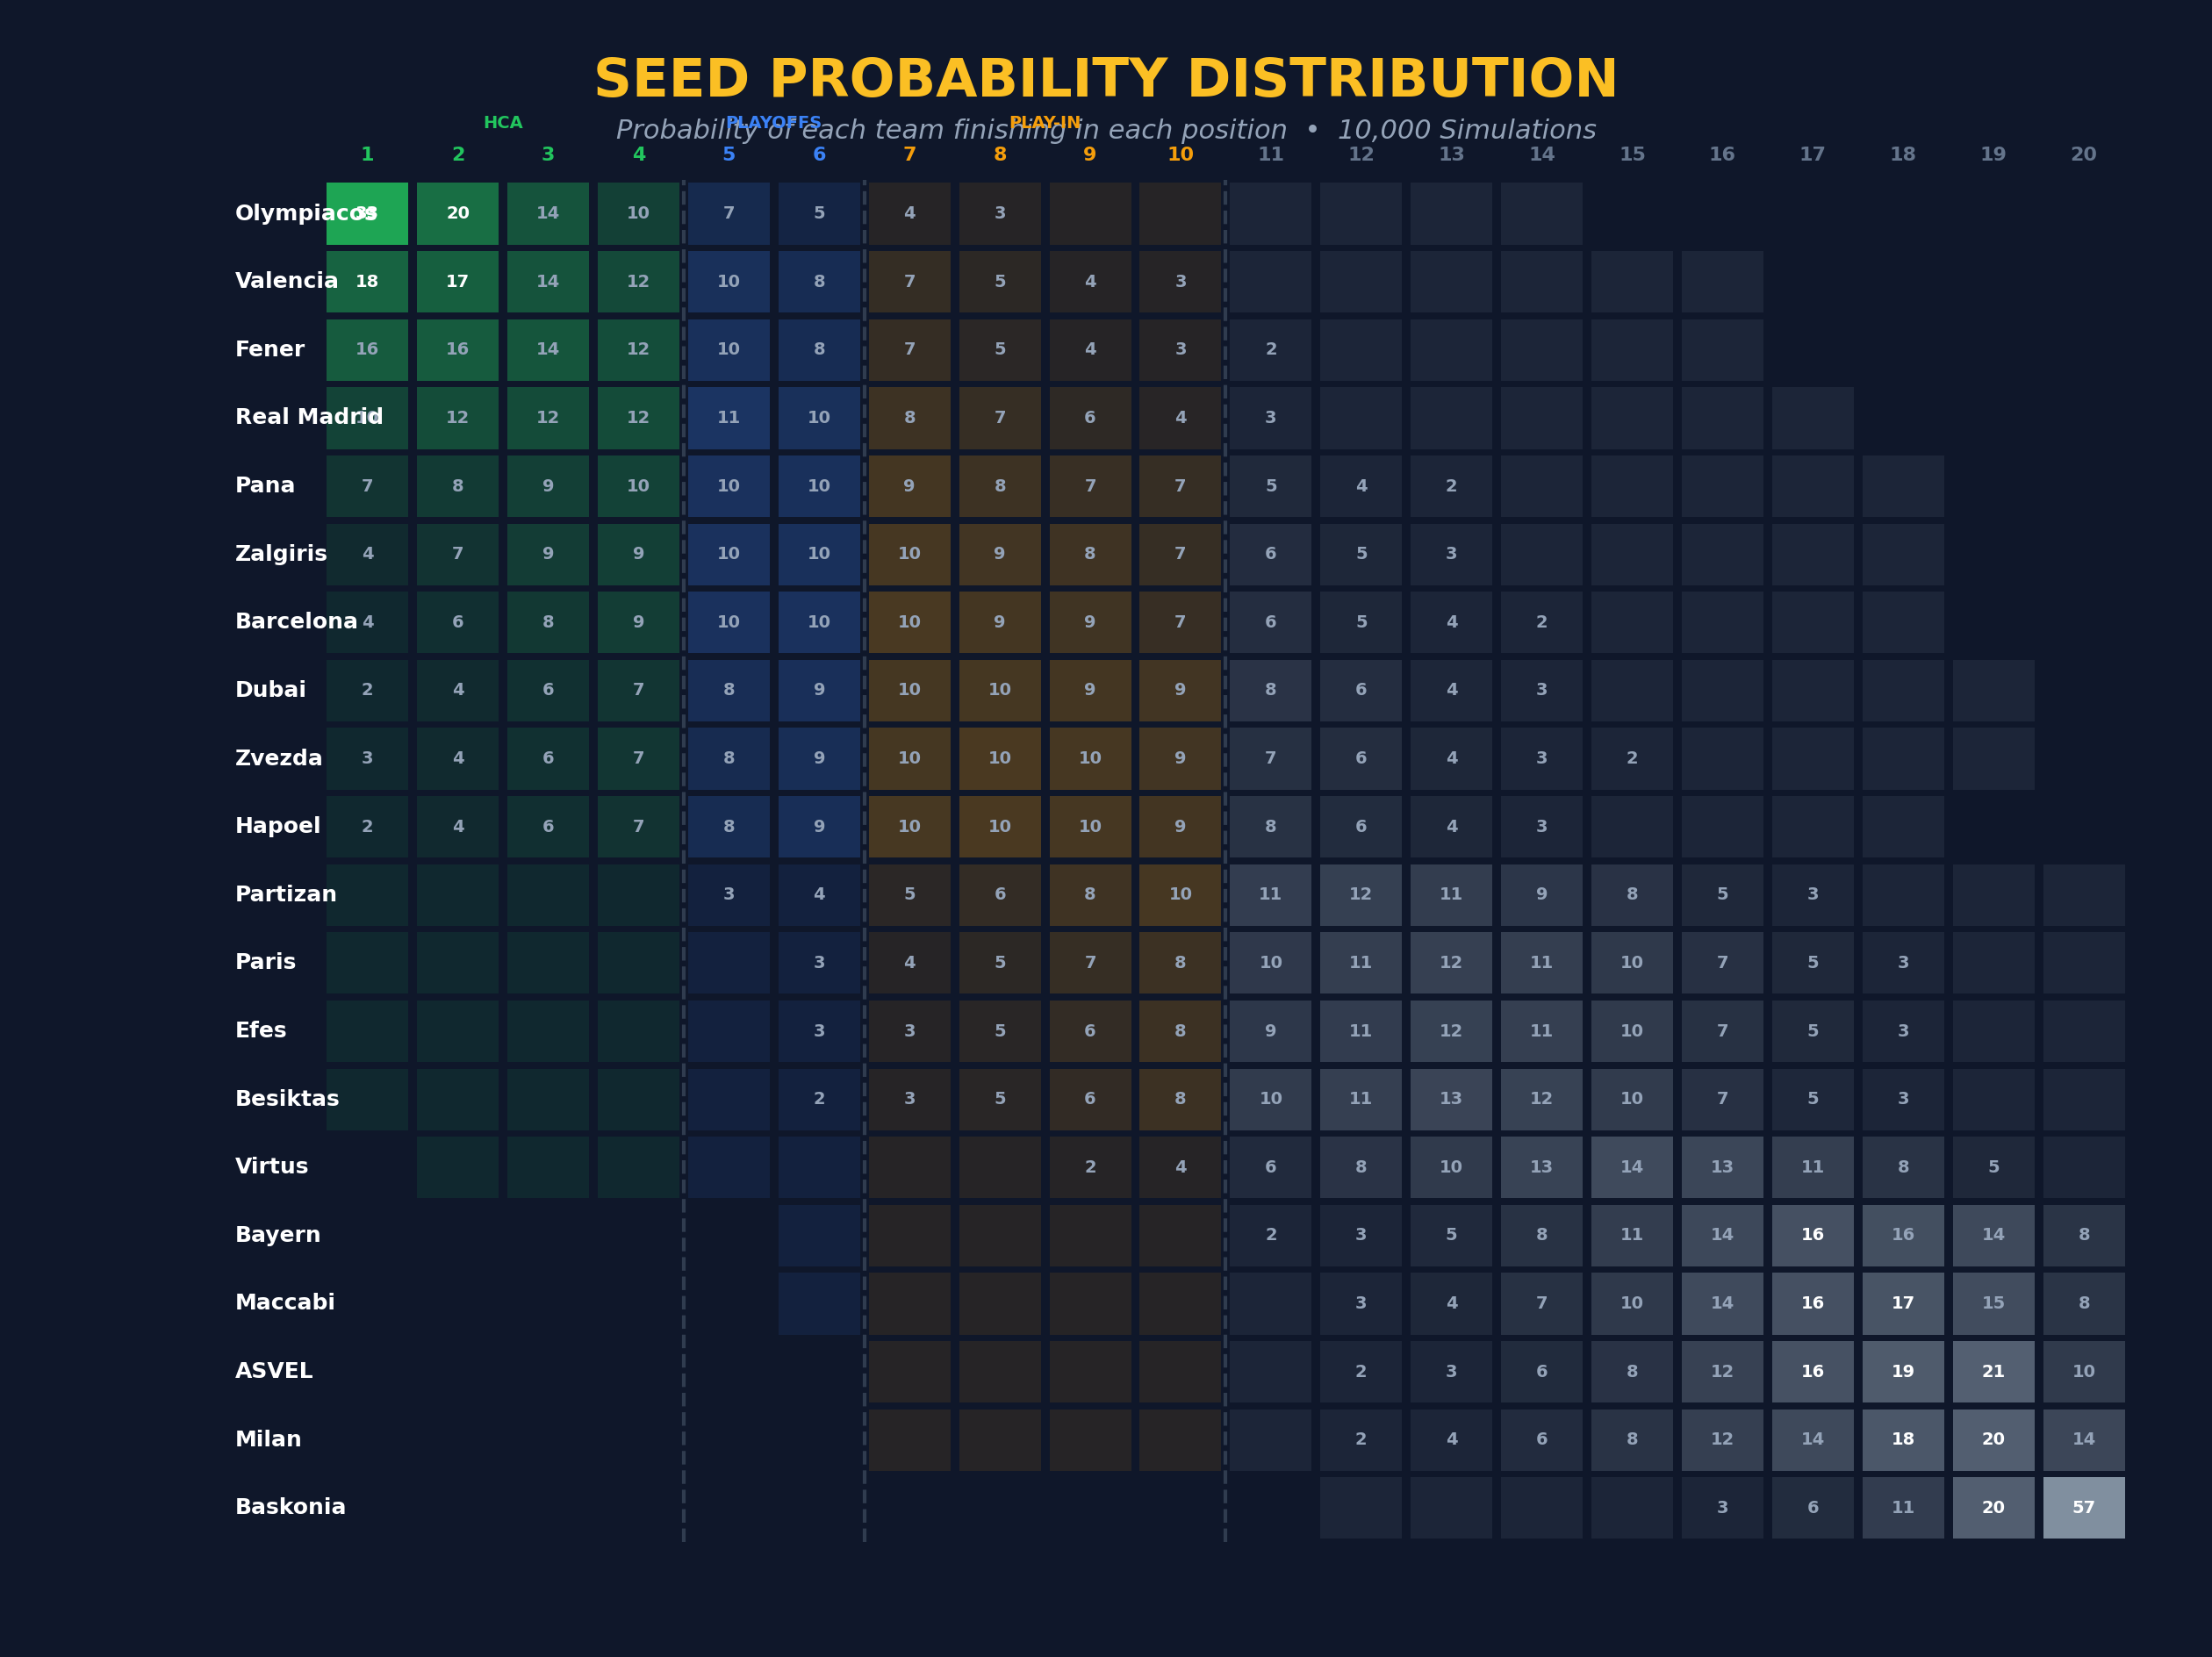 SEED PROBABILITY DISTRIBUTION
HCA PLAYOFFS PLAY-IN
Probability of each team finishing in each position • 10,000 Simulations
1 2 3 4 5 6 7 8 9 10 11 12 13 14 15 16 17 18 19 20
Olympiacos 20 14 10 7 5 4 3
Valencia 18 17 14 12 10 8 7 5 4 3
Fener 16 16 14 12 10 8 7 5 4 3 2
Real Madrid 12 12 12 11 10 8 7 6 4 3
Pana 7 8 9 10 10 10 9 8 7 7 5 4 2
Zalgiris 4 7 9 9 10 10 10 9 8 7 6 5 3
Barcelona 4 6 8 9 10 10 10 9 9 7 6 5 4 2
Dubai 2 4 6 7 8 9 10 10 9 9 8 6 4 3
Zvezda 3 4 6 7 8 9 10 10 10 9 7 6 4 3 2
Hapoel 2 4 6 7 8 9 10 10 10 9 8 6 4 3
Partizan 3 4 5 6 8 10 11 12 11 9 8 5 3
Paris 3 4 5 7 8 10 11 12 11 10 7 5 3
Efes 3 3 5 6 8 9 11 12 11 10 7 5 3
Besiktas 2 3 5 6 8 10 11 13 12 10 7 5 3
Virtus 2 4 6 8 10 13 14 13 11 8 5
Bayern 2 3 5 8 11 14 16 16 14 8
Maccabi 3 4 7 10 14 16 17 15 8
ASVEL 2 3 6 8 12 16 19 21 10
Milan 2 4 6 8 12 14 18 20 14
Baskonia 3 6 11 20 57